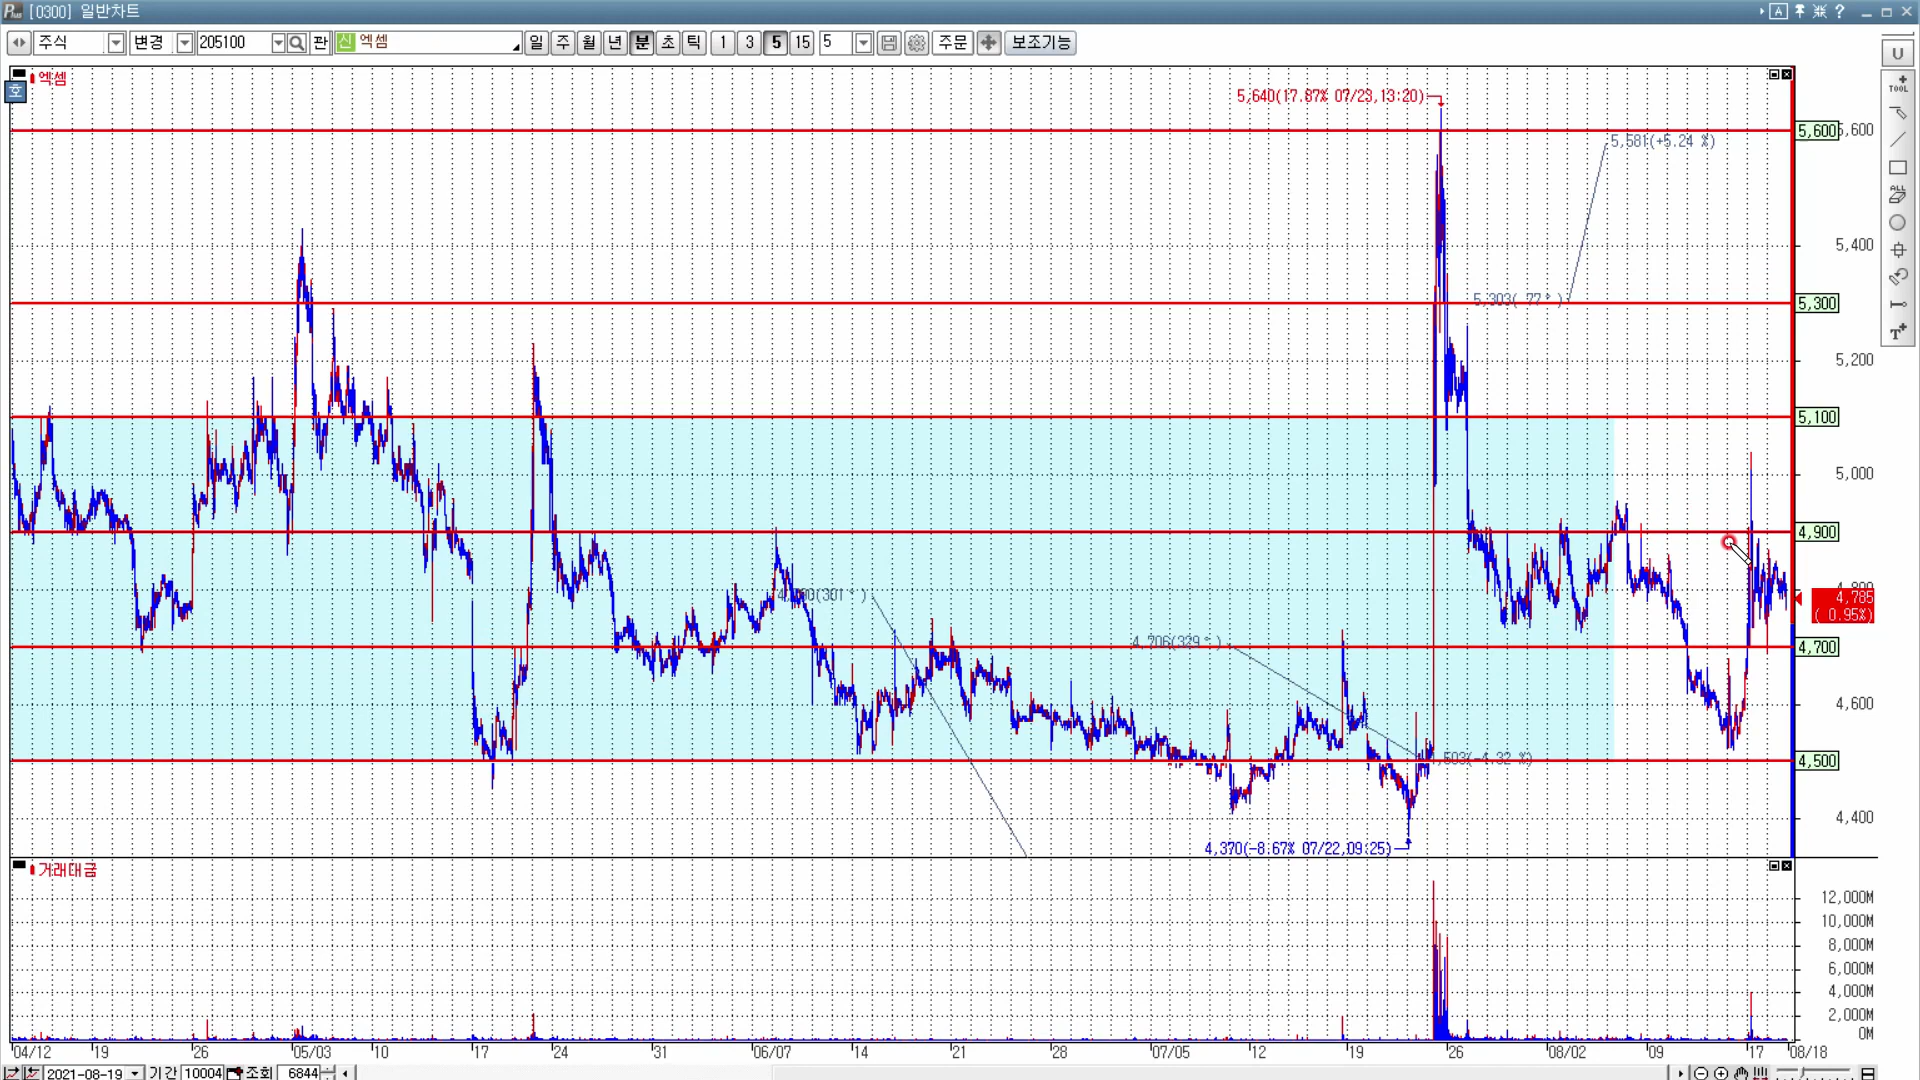 [0300] 일반차트
A ?
주식 변경 205100 판 신 엑셈 일 주 월 년 분 초 틱 1 3 5 15 5 주문 보조기능
U
TOOL
ALL
T+
호
엑셈
5,640(17.87% 07/23,13:20)
5,600
5,581(+5.24 %)
5,400
5,303( 77 ° )
5,300
5,200
5,100
5,000
4,900
4,785
( 0.95%)
4,706(329 ° )
4,700
4,600
4,500
4,400
4,370(-8.67% 07/22,09:25)
거래대금
12,000M
10,000M
8,000M
6,000M
4,000M
2,000M
0M
04/12 19 26 05/03 10 17 24 31 06/07 14 21 28 07/05 12 19 26 08/02 09 17 08/18
2021-08-19 기간 10004 조회 6844